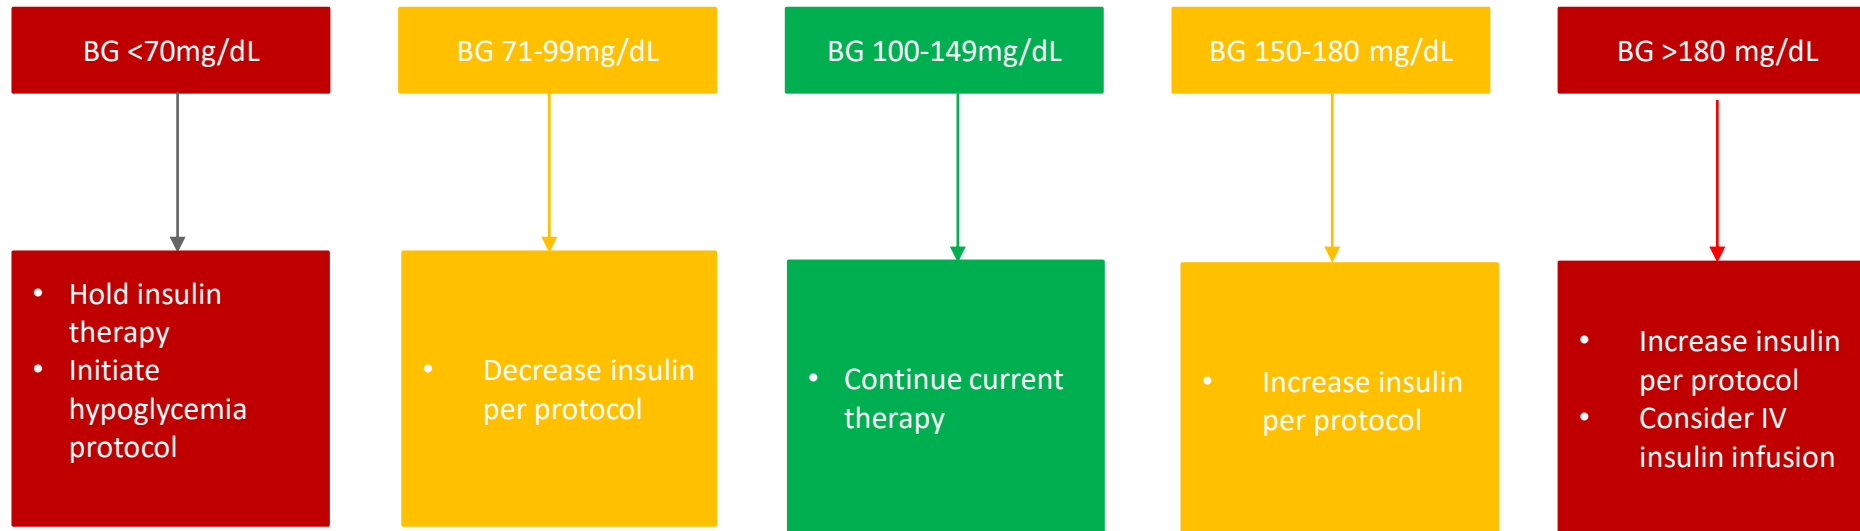 BG <70mg/dL
BG 71-99mg/dL
BG 100-149mg/dL
BG 150-180 mg/dL
BG >180 mg/dL
• Hold insulin
therapy
• Initiate
hypoglycemia
protocol
• Decrease insulin
per protocol
• Continue current
therapy
• Increase insulin
per protocol
• Increase insulin
per protocol
• Consider IV
insulin infusion